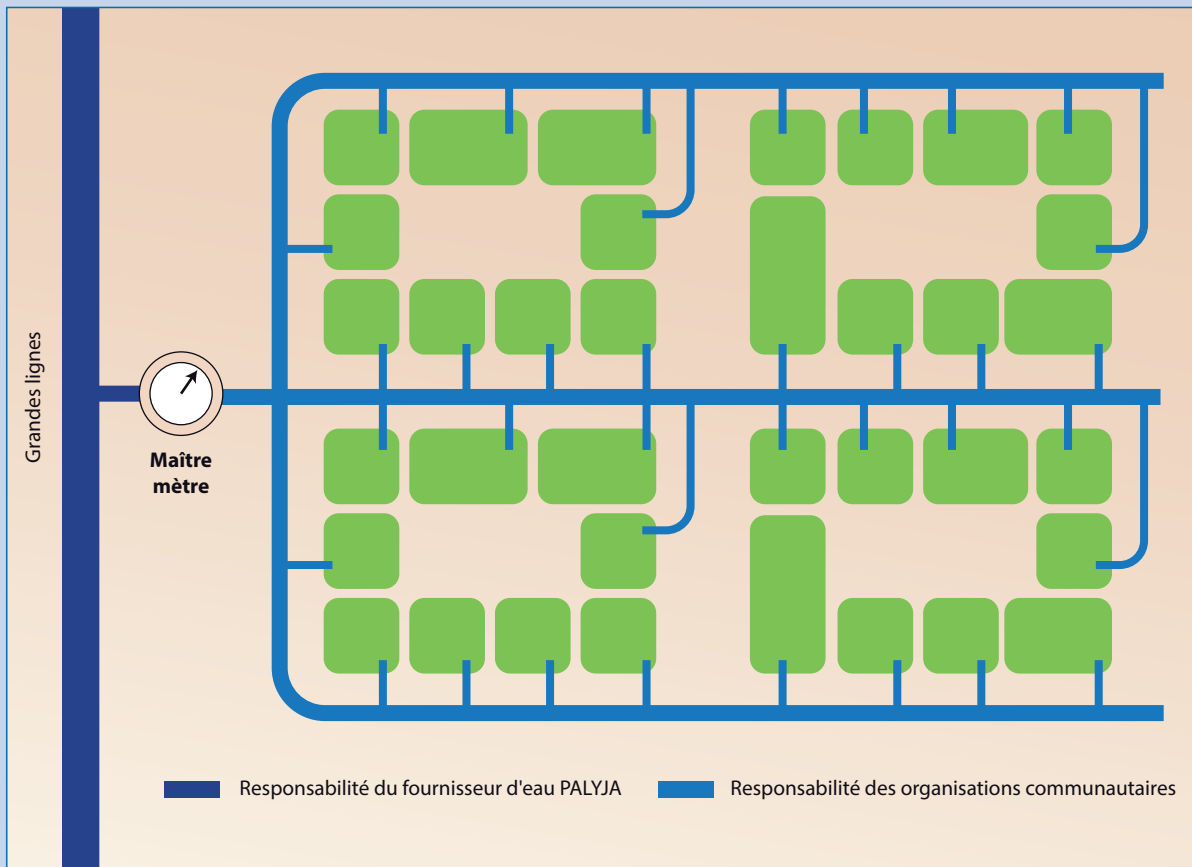 Grandes lignes
Maître
mètre
Responsabilité du fournisseur d'eau PALYJA
Responsabilité des organisations communautaires